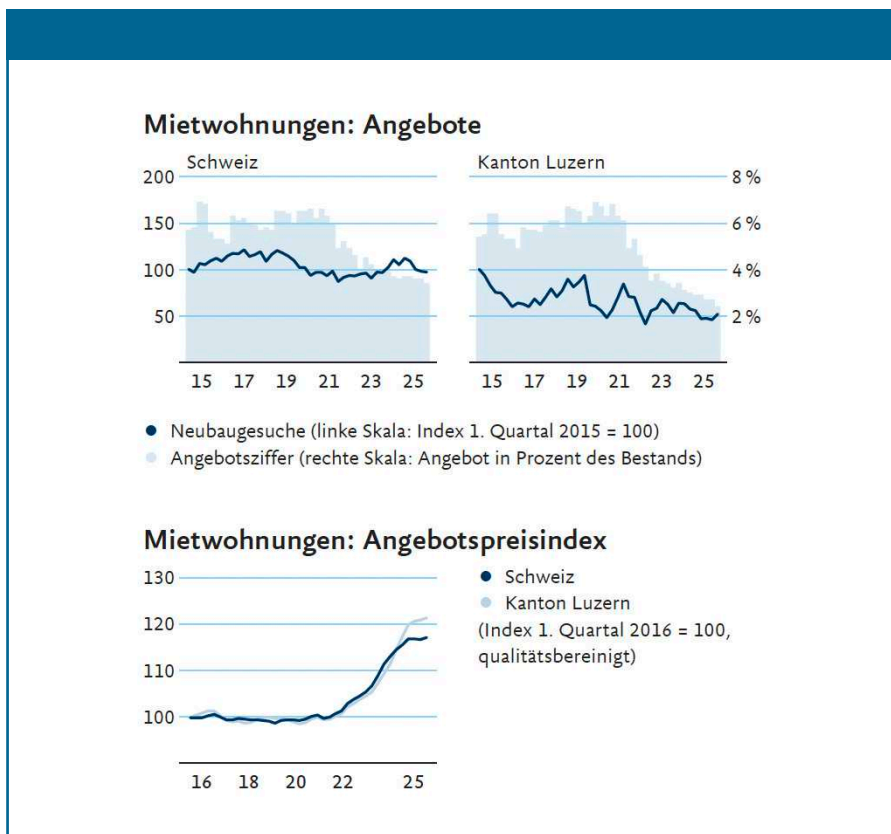 Mietwohnungen: Angebote
Schweiz
Kanton Luzern
200
150
100
50
8 %
6 %
4 %
2 %
15 17 19 21 23 25
15 17 19 21 23 25
Neubaugesuche (linke Skala: Index 1. Quartal 2015 = 100)
Angebotsziffer (rechte Skala: Angebot in Prozent des Bestands)
Mietwohnungen: Angebotspreisindex
130
120
110
100
16 18 20 22 25
Schweiz
Kanton Luzern
(Index 1. Quartal 2016 = 100,
qualitätsbereinigt)